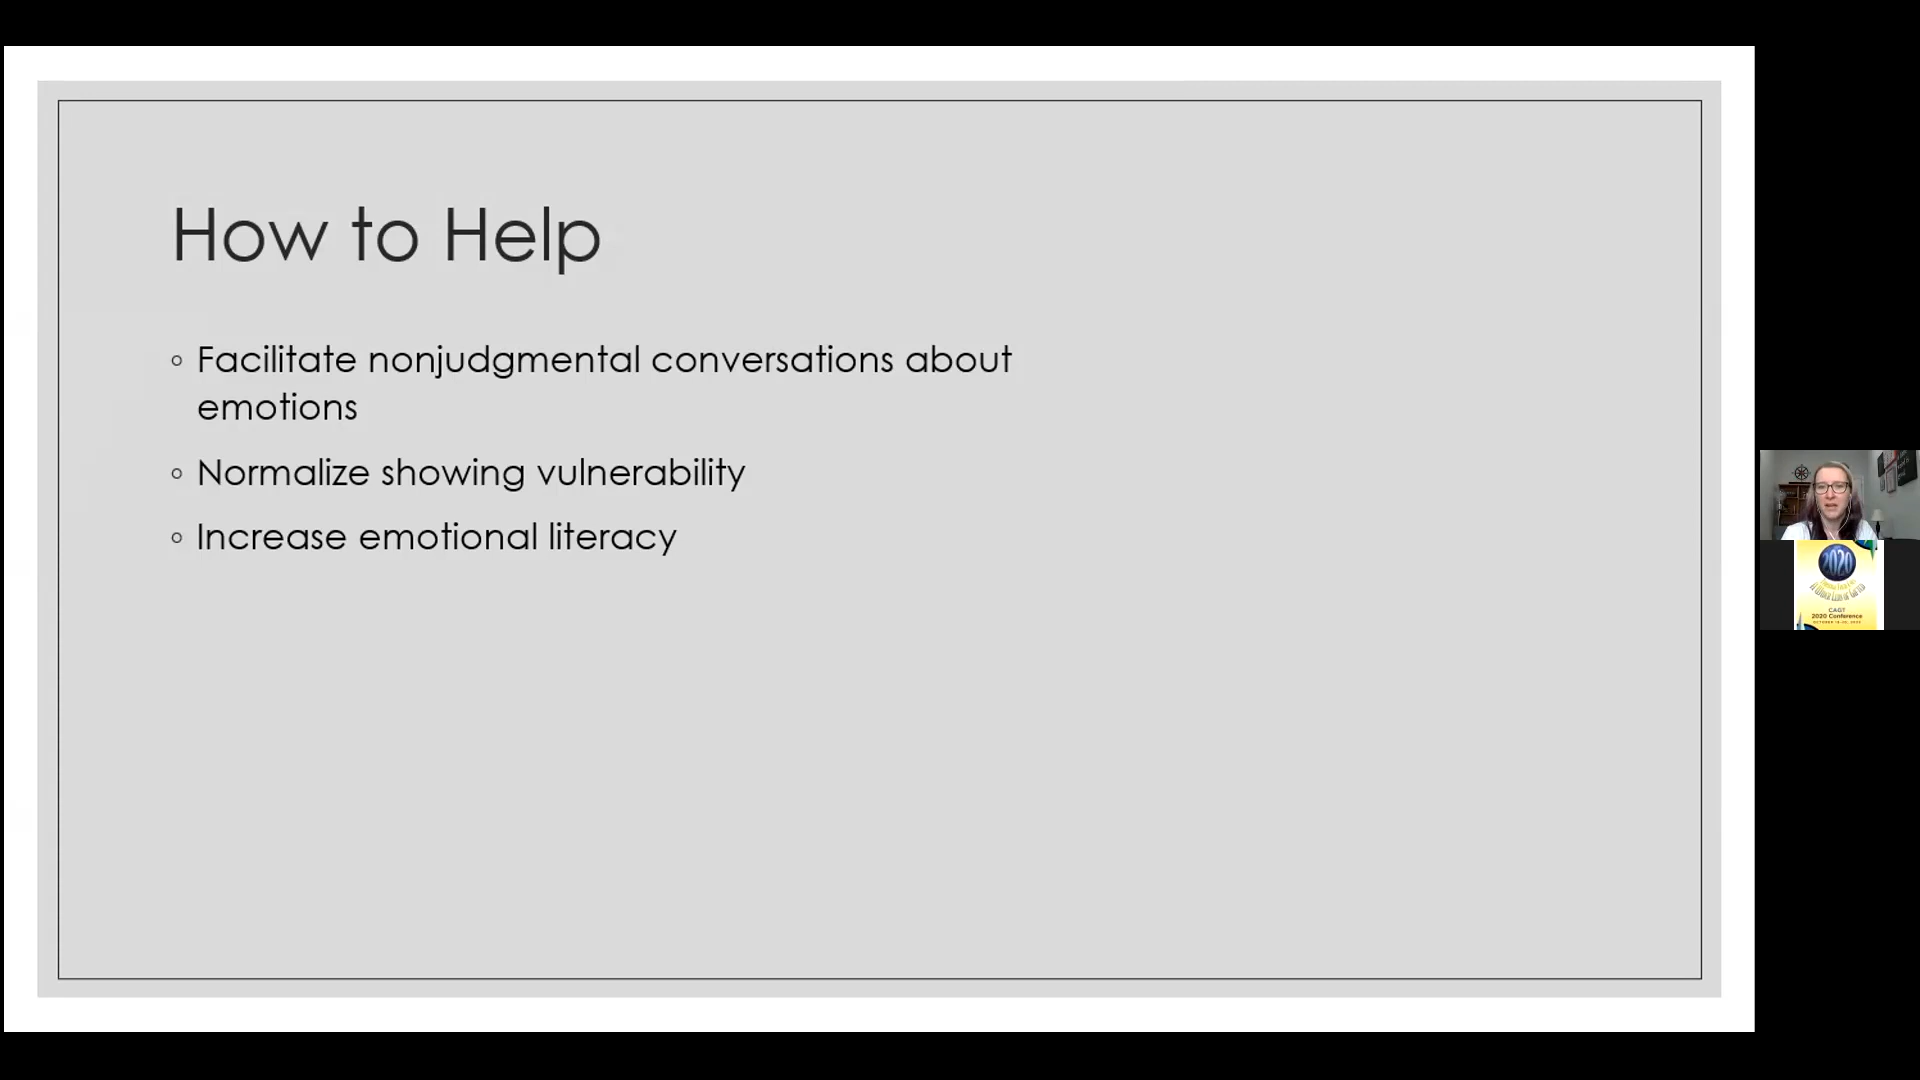 How to Help
◦ Facilitate nonjudgmental conversations about
emotions
◦ Normalize showing vulnerability
◦ Increase emotional literacy
2020
CAGT
2020 Conference